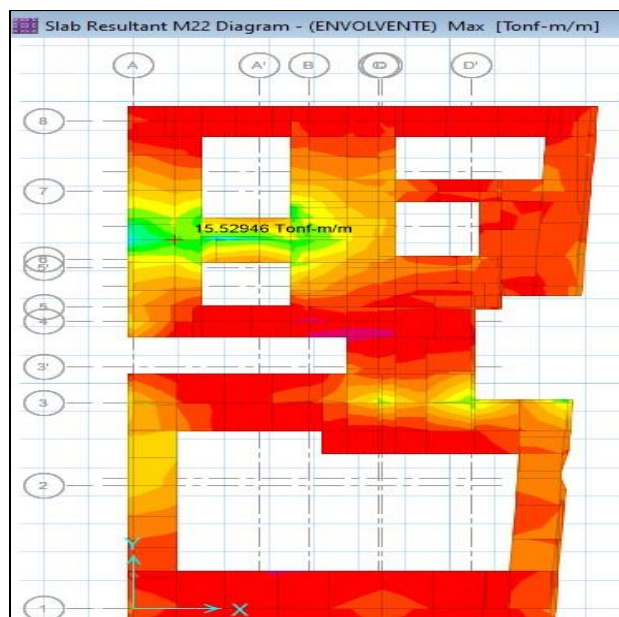 Slab Resultant M22 Diagram - (ENVOLVENTE) Max [Tonf-m/m]
A A' B D'
8
7
15.52946 Tonf-m/m
5'
5
4
3'
3
2
Y
X
1